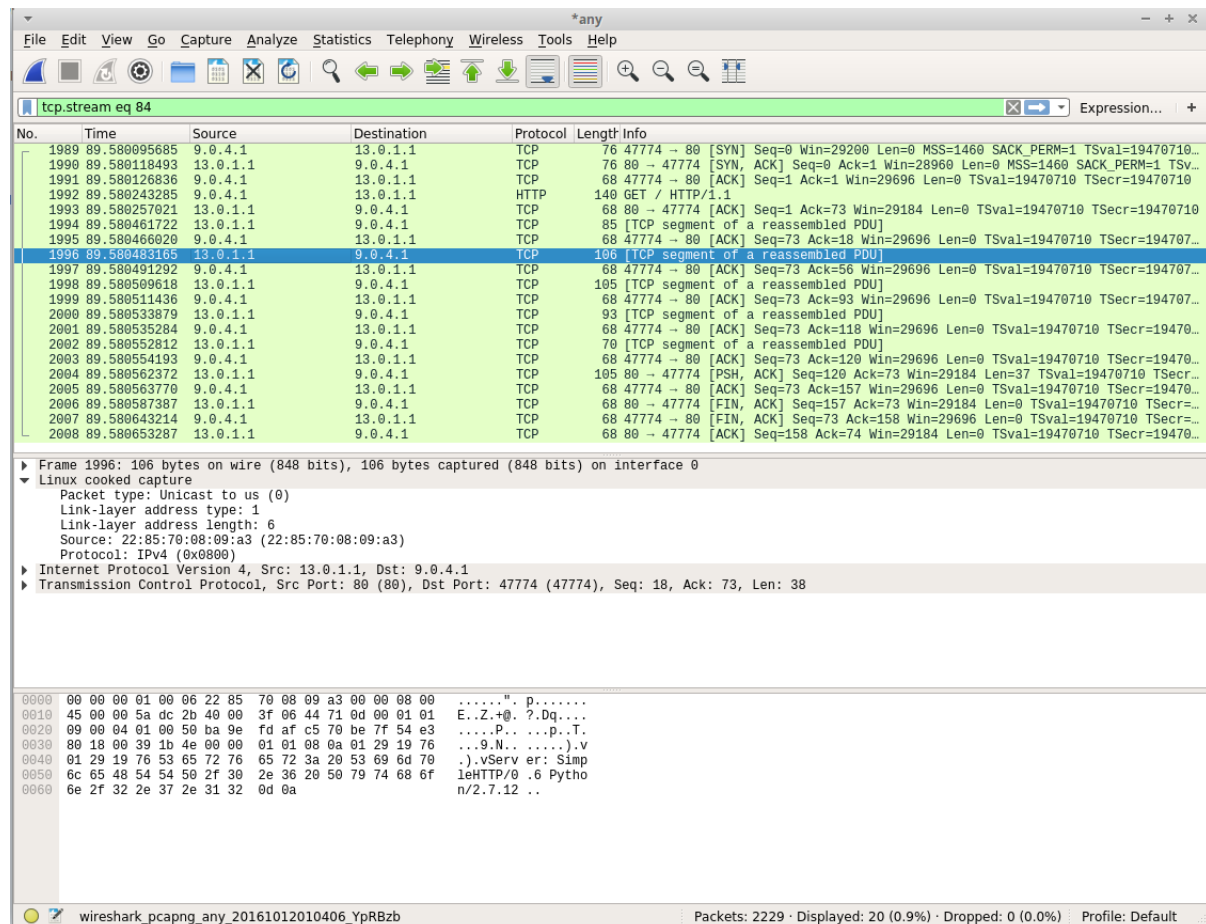 *any
File Edit View Go Capture Analyze Statistics Telephony Wireless Tools Help
tcp.stream eq 84 Expression... +
No. Time Source Destination Protocol Length Info
1989 89.580095685 9.0.4.1 13.0.1.1 TCP 76 47774 → 80 [SYN] Seq=0 Win=29200 Len=0 MSS=1460 SACK_PERM=1 TSval=19470710…
1990 89.580118493 13.0.1.1 9.0.4.1 TCP 76 80 → 47774 [SYN, ACK] Seq=0 Ack=1 Win=28960 Len=0 MSS=1460 SACK_PERM=1 TSv…
1991 89.580126836 9.0.4.1 13.0.1.1 TCP 68 47774 → 80 [ACK] Seq=1 Ack=1 Win=29696 Len=0 TSval=19470710 TSecr=19470710
1992 89.580243285 9.0.4.1 13.0.1.1 HTTP 140 GET / HTTP/1.1
1993 89.580257021 13.0.1.1 9.0.4.1 TCP 68 80 → 47774 [ACK] Seq=1 Ack=73 Win=29184 Len=0 TSval=19470710 TSecr=19470710
1994 89.580461722 13.0.1.1 9.0.4.1 TCP 85 [TCP segment of a reassembled PDU]
1995 89.580466020 9.0.4.1 13.0.1.1 TCP 68 47774 → 80 [ACK] Seq=73 Ack=18 Win=29696 Len=0 TSval=19470710 TSecr=194707…
1996 89.580483165 13.0.1.1 9.0.4.1 TCP 106 [TCP segment of a reassembled PDU]
1997 89.580491292 9.0.4.1 13.0.1.1 TCP 68 47774 → 80 [ACK] Seq=73 Ack=56 Win=29696 Len=0 TSval=19470710 TSecr=194707…
1998 89.580509618 13.0.1.1 9.0.4.1 TCP 105 [TCP segment of a reassembled PDU]
1999 89.580511436 9.0.4.1 13.0.1.1 TCP 68 47774 → 80 [ACK] Seq=73 Ack=93 Win=29696 Len=0 TSval=19470710 TSecr=194707…
2000 89.580533879 13.0.1.1 9.0.4.1 TCP 93 [TCP segment of a reassembled PDU]
2001 89.580535284 9.0.4.1 13.0.1.1 TCP 68 47774 → 80 [ACK] Seq=73 Ack=118 Win=29696 Len=0 TSval=19470710 TSecr=19470…
2002 89.580552812 13.0.1.1 9.0.4.1 TCP 70 [TCP segment of a reassembled PDU]
2003 89.580554193 9.0.4.1 13.0.1.1 TCP 68 47774 → 80 [ACK] Seq=73 Ack=120 Win=29696 Len=0 TSval=19470710 TSecr=19470…
2004 89.580562372 13.0.1.1 9.0.4.1 TCP 105 80 → 47774 [PSH, ACK] Seq=120 Ack=73 Win=29184 Len=37 TSval=19470710 TSecr…
2005 89.580563770 9.0.4.1 13.0.1.1 TCP 68 47774 → 80 [ACK] Seq=73 Ack=157 Win=29696 Len=0 TSval=19470710 TSecr=19470…
2006 89.580587387 13.0.1.1 9.0.4.1 TCP 68 80 → 47774 [FIN, ACK] Seq=157 Ack=73 Win=29184 Len=0 TSval=19470710 TSecr=…
2007 89.580643214 9.0.4.1 13.0.1.1 TCP 68 47774 → 80 [FIN, ACK] Seq=73 Ack=158 Win=29696 Len=0 TSval=19470710 TSecr=…
2008 89.580653287 13.0.1.1 9.0.4.1 TCP 68 80 → 47774 [ACK] Seq=158 Ack=74 Win=29184 Len=0 TSval=19470710 TSecr=19470…
Frame 1996: 106 bytes on wire (848 bits), 106 bytes captured (848 bits) on interface 0
Linux cooked capture
Packet type: Unicast to us (0)
Link-layer address type: 1
Link-layer address length: 6
Source: 22:85:70:08:09:a3 (22:85:70:08:09:a3)
Protocol: IPv4 (0x0800)
Internet Protocol Version 4, Src: 13.0.1.1, Dst: 9.0.4.1
Transmission Control Protocol, Src Port: 80 (80), Dst Port: 47774 (47774), Seq: 18, Ack: 73, Len: 38
0000 00 00 00 01 00 06 22 85 70 08 09 a3 00 00 08 00 ......". p.......
0010 45 00 00 5a dc 2b 40 00 3f 06 44 71 0d 00 01 01 E..Z.+@. ?.Dq....
0020 09 00 04 01 00 50 ba 9e fd af c5 70 be 7f 54 e3 .....P.. ...p..T.
0030 80 18 00 39 1b 4e 00 00 01 01 08 0a 01 29 19 76 ...9.N.. .....).v
0040 01 29 19 76 53 65 72 76 65 72 3a 20 53 69 6d 70 .).vServ er: Simp
0050 6c 65 48 54 54 50 2f 30 2e 36 20 50 79 74 68 6f leHTTP/0 .6 Pytho
0060 6e 2f 32 2e 37 2e 31 32 0d 0a n/2.7.12 ..
wireshark_pcapng_any_20161012010406_YpRBzb Packets: 2229 · Displayed: 20 (0.9%) · Dropped: 0 (0.0%) Profile: Default